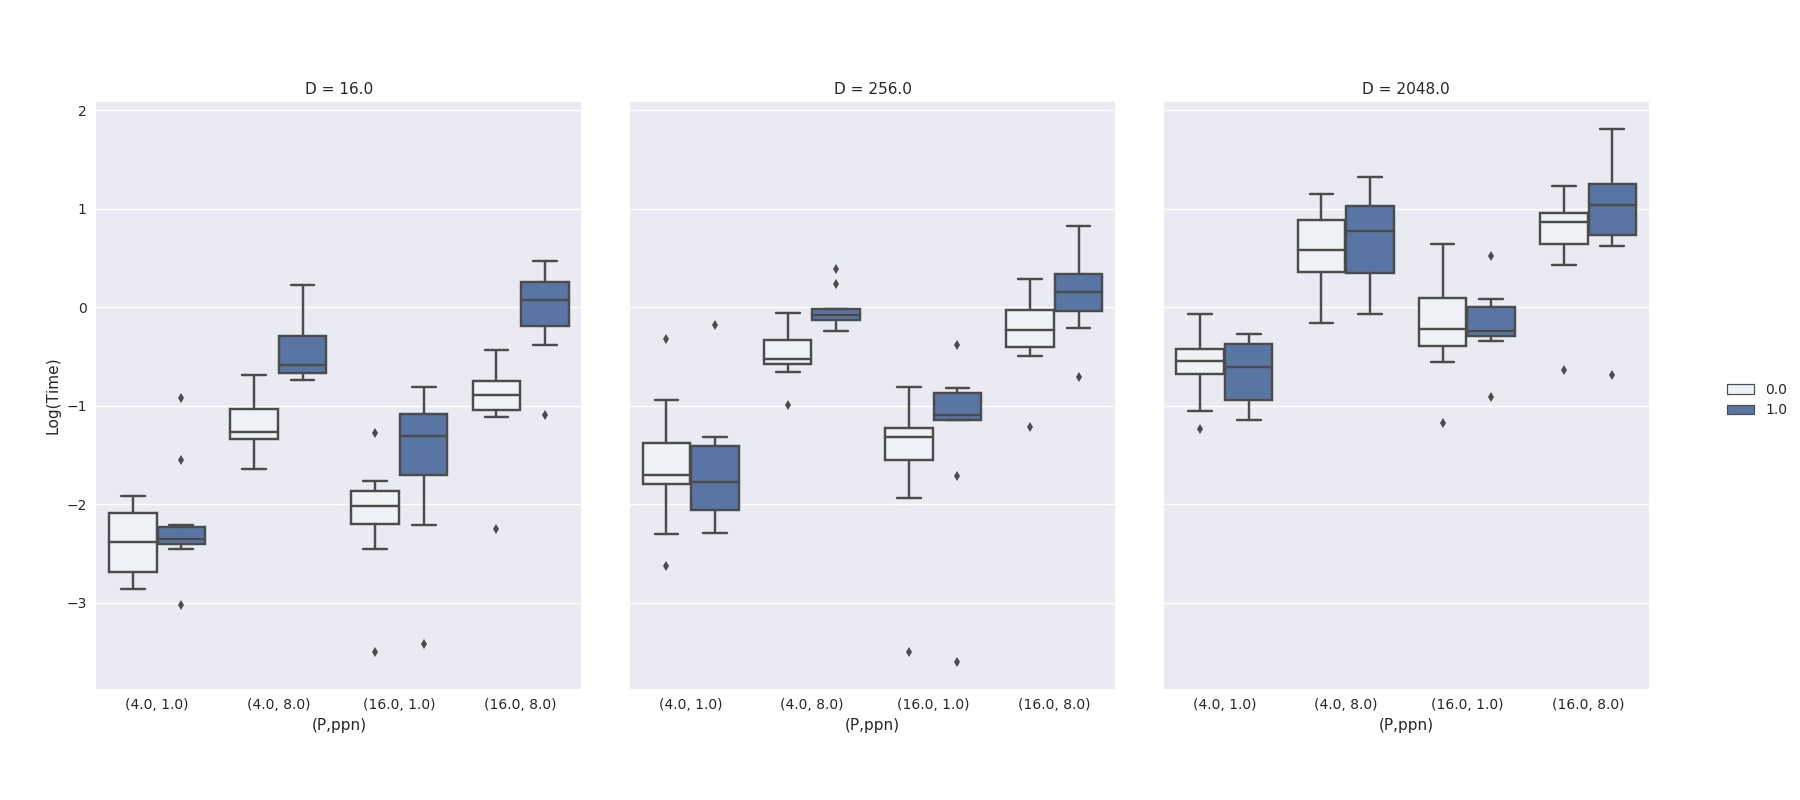 D = 16.0
D = 256.0
D = 2048.0
2
1
0
−1
−2
−3
Log(Time)
(4.0, 1.0) (4.0, 8.0) (16.0, 1.0) (16.0, 8.0)
(P,ppn)
(4.0, 1.0) (4.0, 8.0) (16.0, 1.0) (16.0, 8.0)
(P,ppn)
(4.0, 1.0) (4.0, 8.0) (16.0, 1.0) (16.0, 8.0)
(P,ppn)
0.0
1.0